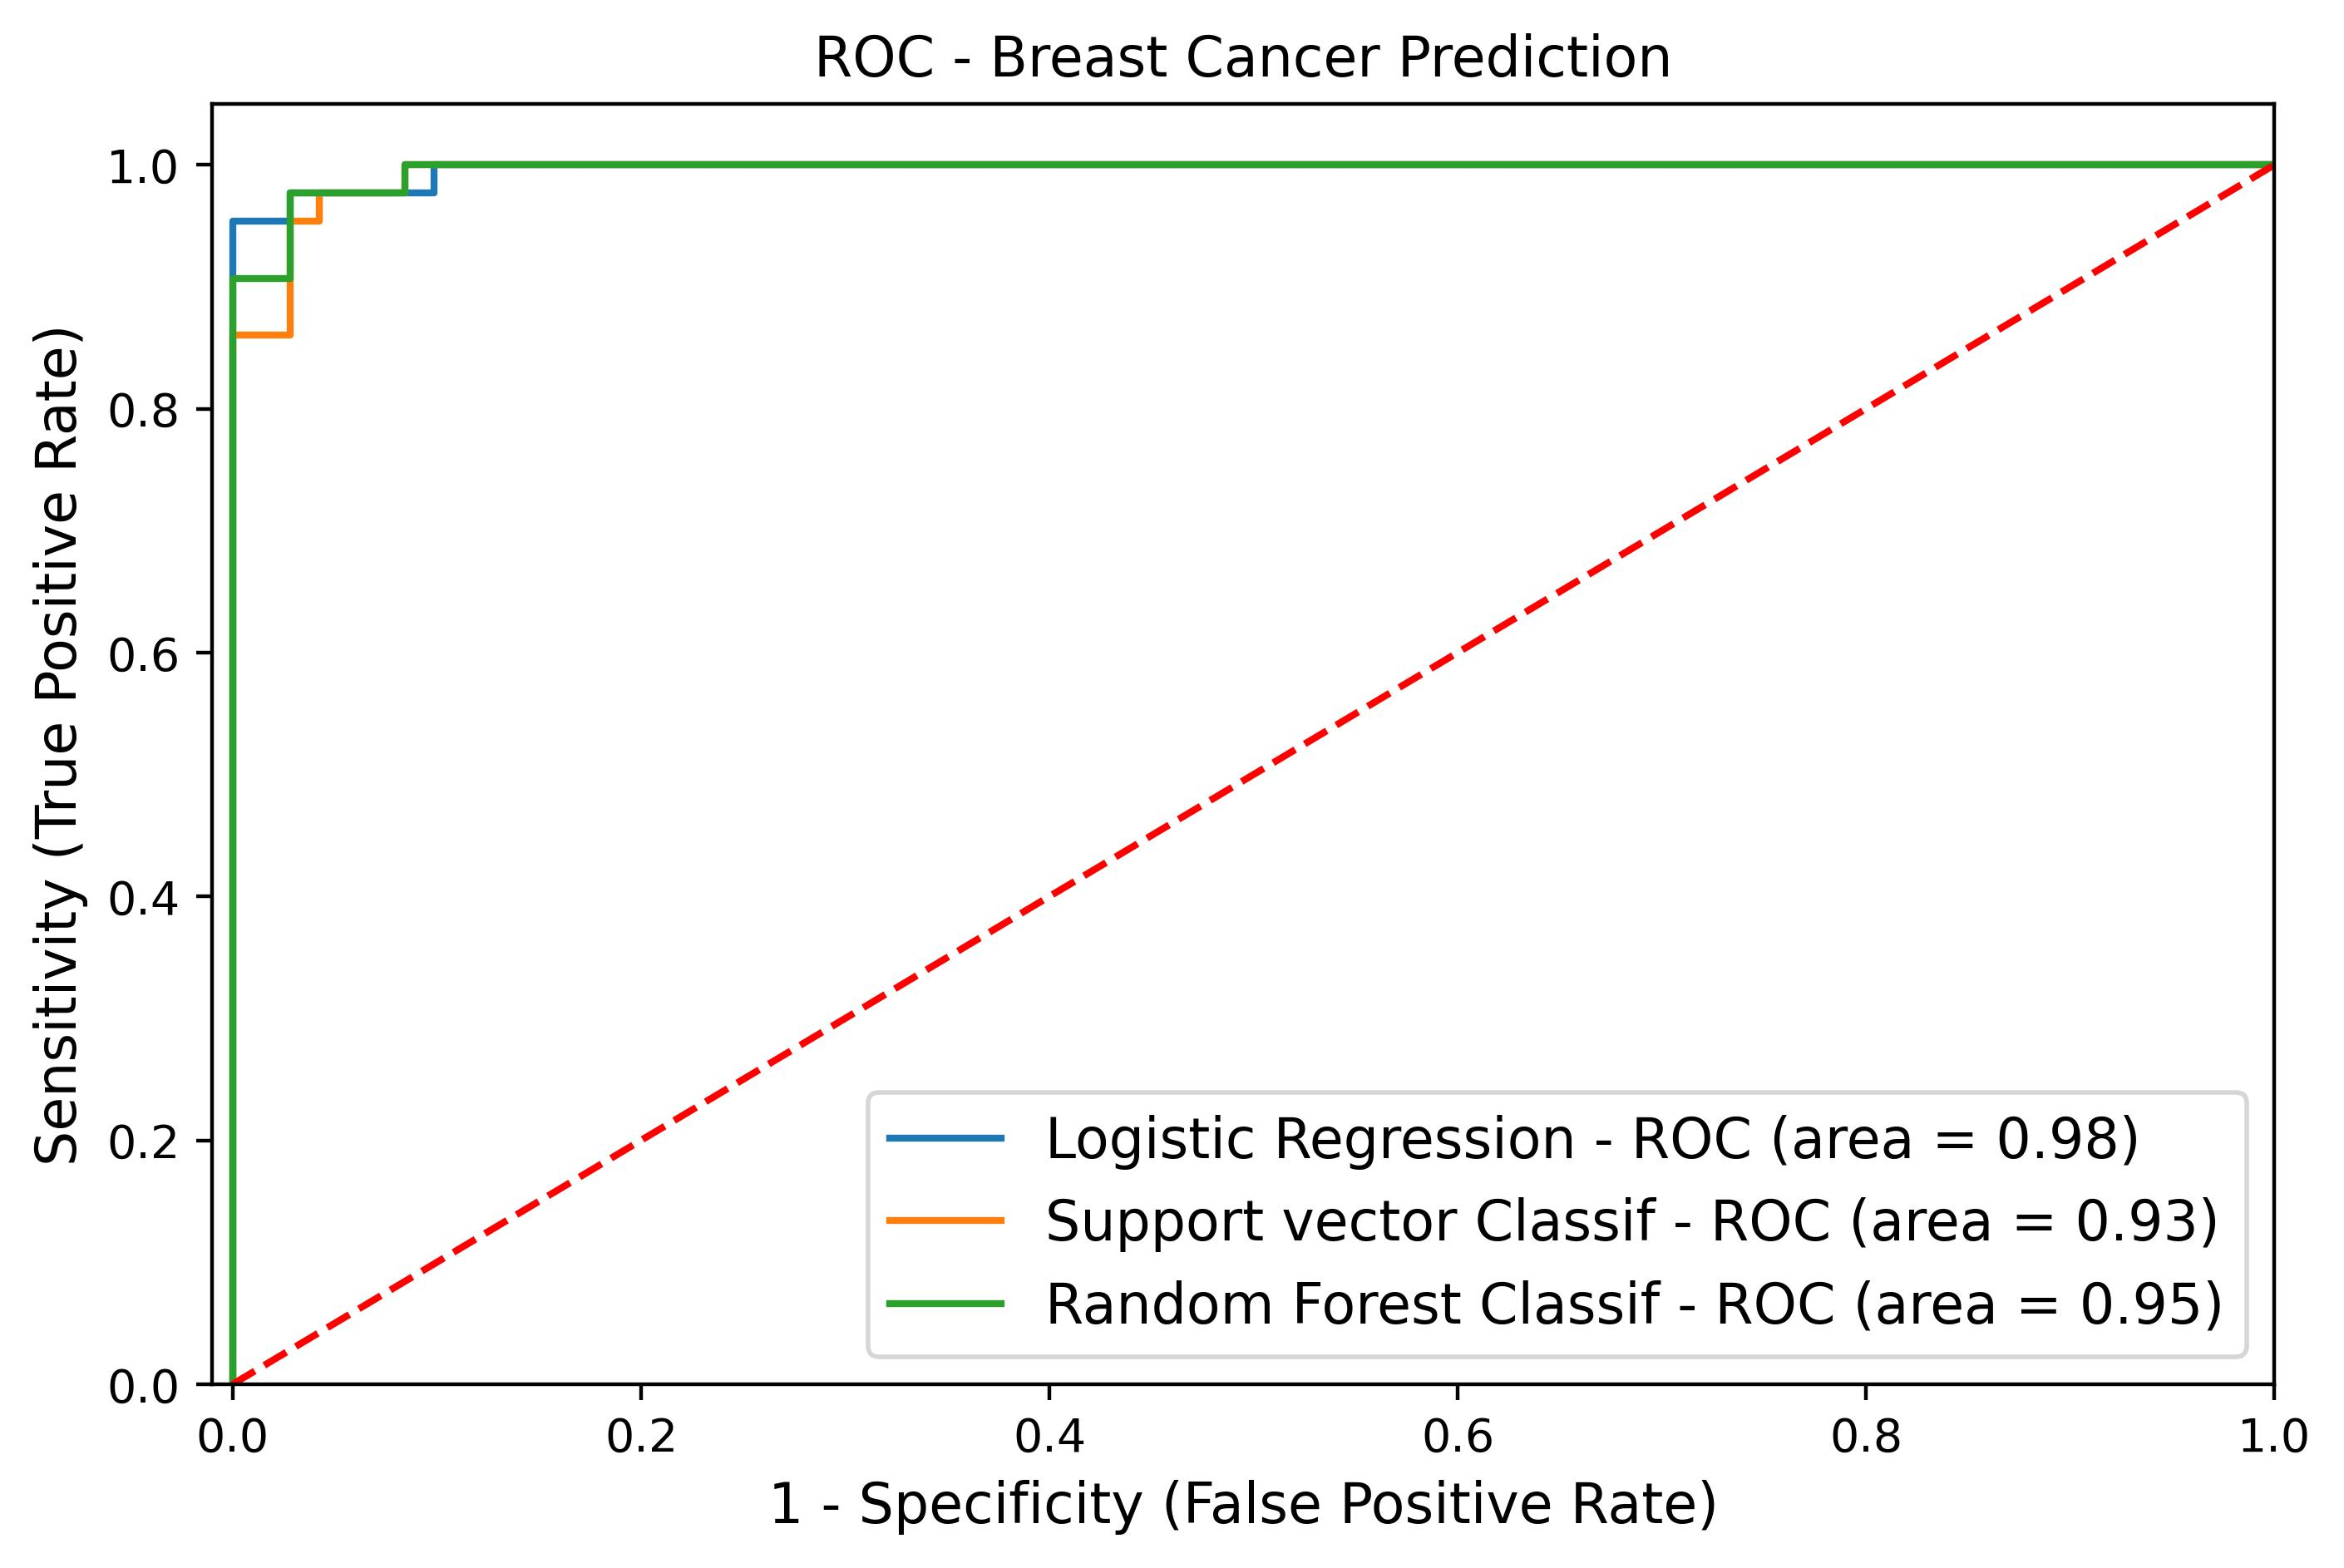 ROC - Breast Cancer Prediction
Sensitivity (True Positive Rate)
1.0
0.8
0.6
0.4
0.2
0.0
Logistic Regression - ROC (area = 0.98)
Support vector Classif - ROC (area = 0.93)
Random Forest Classif - ROC (area = 0.95)
0.0 0.2 0.4 0.6 0.8 1.0
1 - Specificity (False Positive Rate)